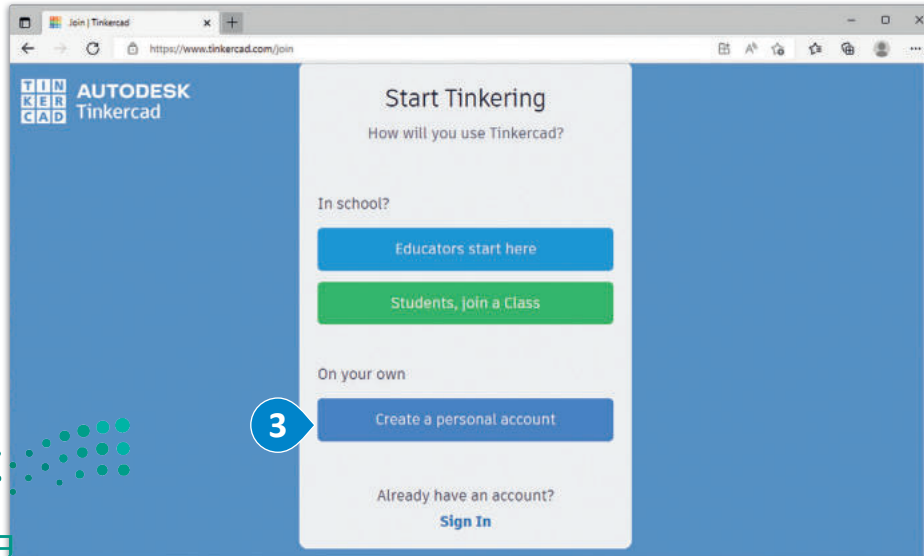 Join | Tinkercad
https://www.tinkercad.com/join
TIN
KER
CAD
AUTODESK
Tinkercad
Start Tinkering
How will you use Tinkercad?
In school?
Educators start here
Students, join a Class
On your own
3
Create a personal account
Already have an account?
Sign In